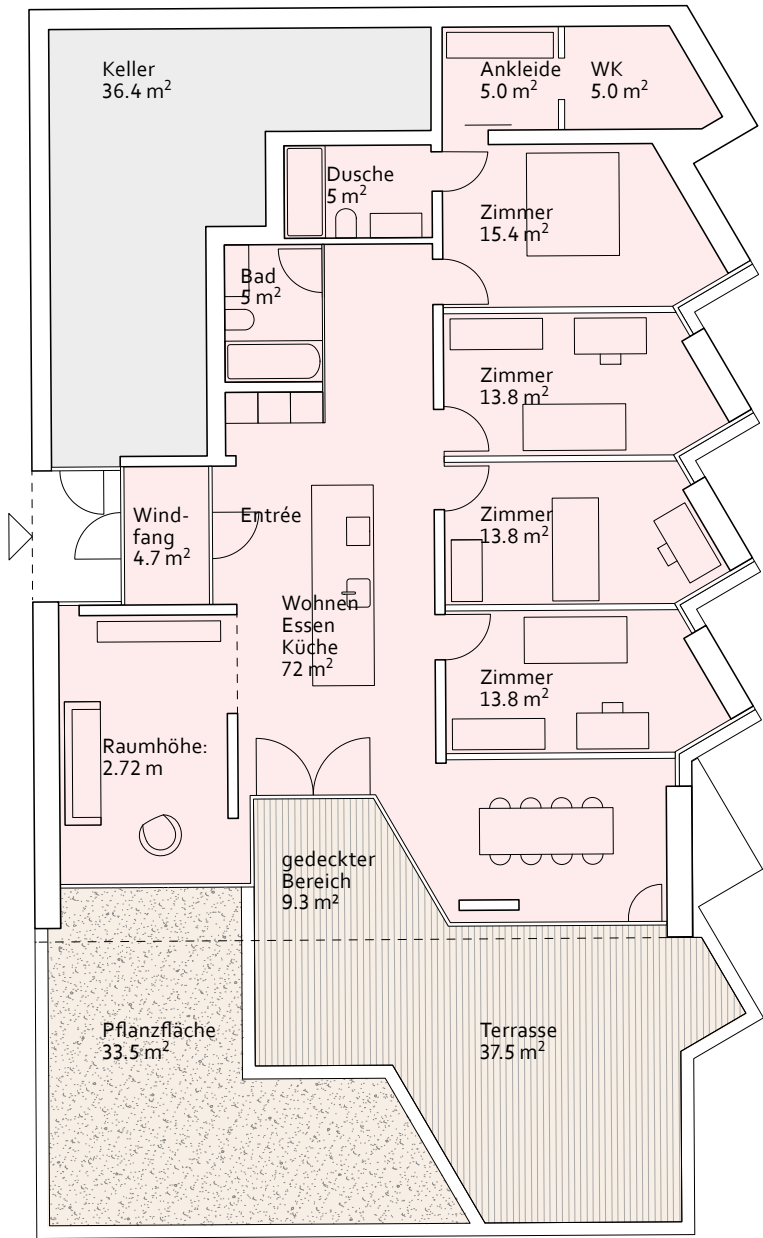 Keller
36.4 m²
Ankleide
5.0 m²
WK
5.0 m²
Dusche
5 m²
Zimmer
15.4 m²
Bad
5 m²
Zimmer
13.8 m²
Wind-
fang
4.7 m²
Entrée
Zimmer
13.8 m²
Wohnen
Essen
Küche
72 m²
Zimmer
13.8 m²
Raumhöhe:
2.72 m
gedeckter
Bereich
9.3 m²
Pflanzfläche
33.5 m²
Terrasse
37.5 m²